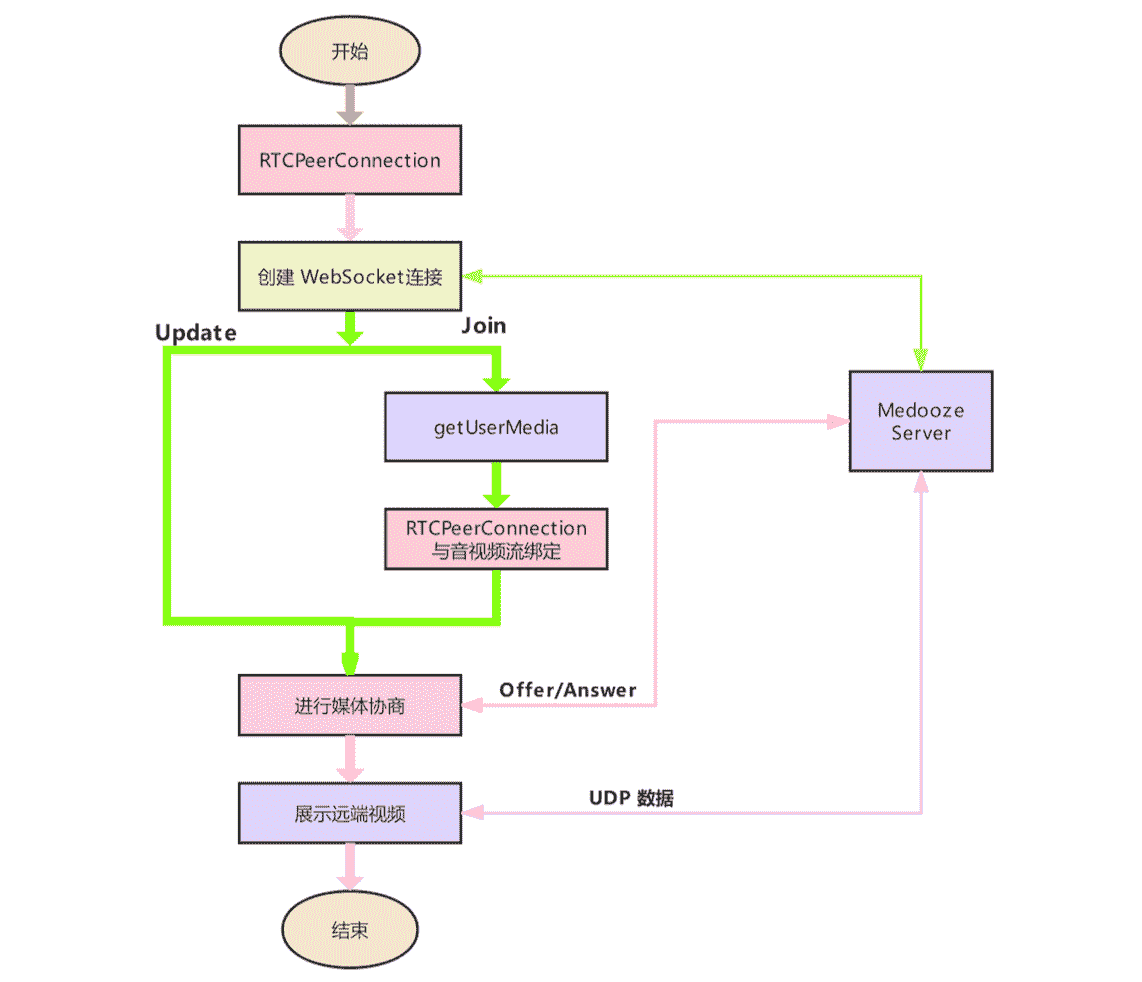 开始
RTCPeerConnection
创建 WebSocket连接
Update
Join
getUserMedia
Medooze
Server
RTCPeerConnection
与音视频流绑定
Offer/Answer
进行媒体协商
UDP 数据
展示远端视频
结束